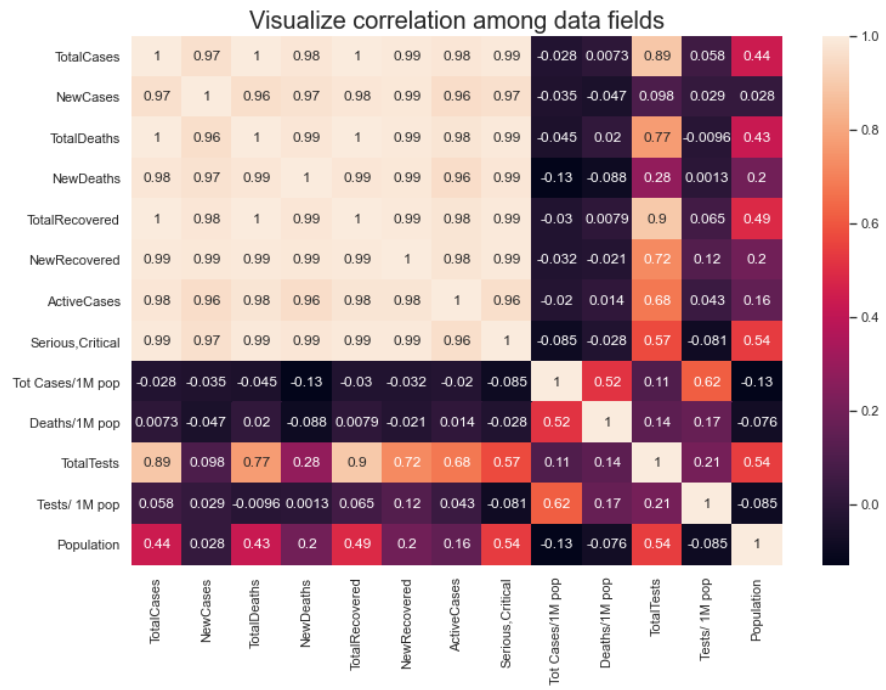 Visualize correlation among data fields
TotalCases 1 0.97 1 0.98 1 0.99 0.98 0.99 -0.028 0.0073 0.89 0.058 0.44
NewCases 0.97 1 0.96 0.97 0.98 0.99 0.96 0.97 -0.035 -0.047 0.098 0.029 0.028
TotalDeaths 1 0.96 1 0.99 1 0.99 0.98 0.99 -0.045 0.02 0.77 -0.0096 0.43
NewDeaths 0.98 0.97 0.99 1 0.99 0.99 0.96 0.99 -0.13 -0.088 0.28 0.0013 0.2
TotalRecovered 1 0.98 1 0.99 1 0.99 0.98 0.99 -0.03 0.0079 0.9 0.065 0.49
NewRecovered 0.99 0.99 0.99 0.99 0.99 1 0.98 0.99 -0.032 -0.021 0.72 0.12 0.2
ActiveCases 0.98 0.96 0.98 0.96 0.98 0.98 1 0.96 -0.02 0.014 0.68 0.043 0.16
Serious,Critical 0.99 0.97 0.99 0.99 0.99 0.99 0.96 1 -0.085 -0.028 0.57 -0.081 0.54
Tot Cases/1M pop -0.028 -0.035 -0.045 -0.13 -0.03 -0.032 -0.02 -0.085 1 0.52 0.11 0.62 -0.13
Deaths/1M pop 0.0073 -0.047 0.02 -0.088 0.0079 -0.021 0.014 -0.028 0.52 1 0.14 0.17 -0.076
TotalTests 0.89 0.098 0.77 0.28 0.9 0.72 0.68 0.57 0.11 0.14 1 0.21 0.54
Tests/ 1M pop 0.058 0.029 -0.0096 0.0013 0.065 0.12 0.043 -0.081 0.62 0.17 0.21 1 -0.085
Population 0.44 0.028 0.43 0.2 0.49 0.2 0.16 0.54 -0.13 -0.076 0.54 -0.085 1
TotalCases
NewCases
TotalDeaths
NewDeaths
TotalRecovered
NewRecovered
ActiveCases
Serious,Critical
Tot Cases/1M pop
Deaths/1M pop
TotalTests
Tests/ 1M pop
Population
1.0
0.8
0.6
0.4
0.2
0.0